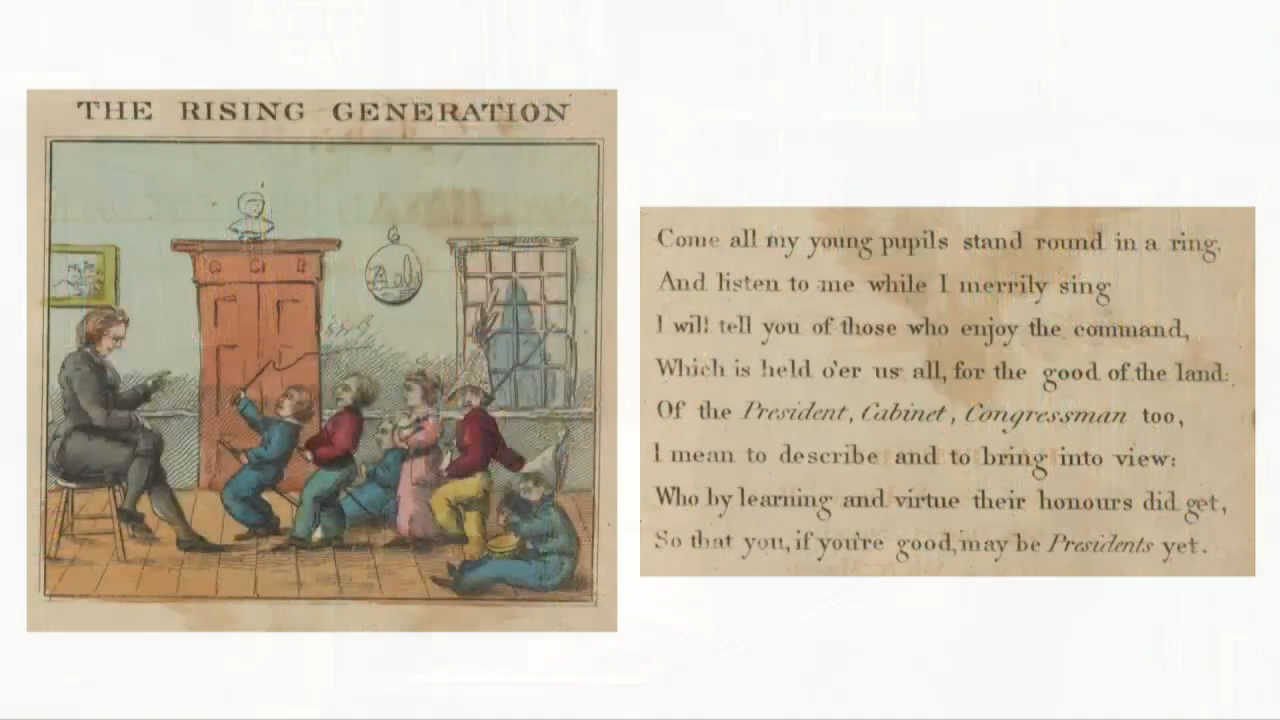 THE RISING GENERATION
Come all my young pupils stand round in a ring,
And listen to me while I merrily sing
I will tell you of those who enjoy the command,
Which is held o'er us all, for the good of the land:
Of the President, Cabinet, Congressman too,
I mean to describe and to bring into view:
Who by learning and virtue their honours did get,
So that you, if you're good, may be Presidents yet.